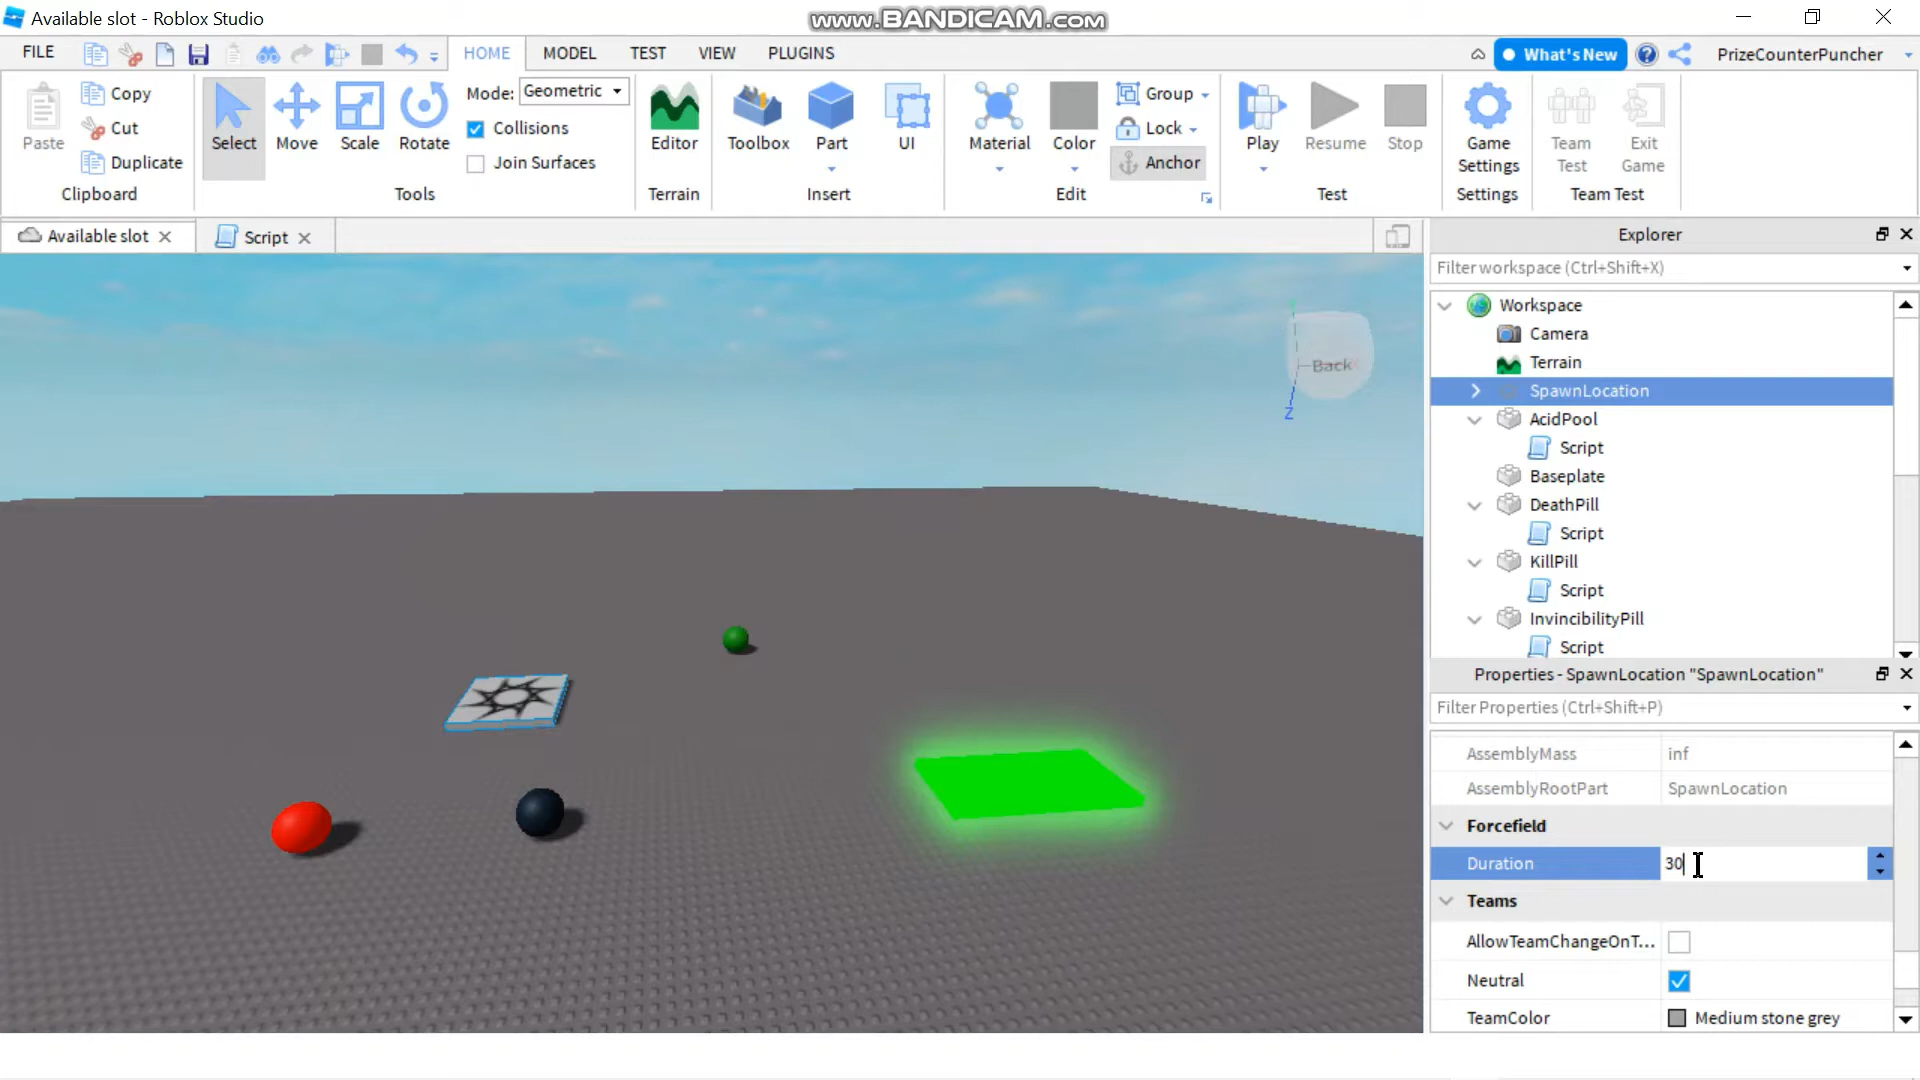 Available slot - Roblox Studio
www.BANDICAM.com
FILE
HOME
MODEL
TEST
VIEW
PLUGINS
What's New
PrizeCounterPuncher
Paste
Copy
Cut
Duplicate
Clipboard
Select
Move
Scale
Rotate
Mode: Geometric
Collisions
Join Surfaces
Tools
Editor
Terrain
Toolbox
Part
UI
Insert
Material
Color
Group
Lock
Anchor
Edit
Play
Resume
Stop
Test
Game
Settings
Settings
Team
Test
Exit
Game
Team Test
Available slot
Script
Back
Z
Explorer
Filter workspace (Ctrl+Shift+X)
Workspace
Camera
Terrain
SpawnLocation
AcidPool
Script
Baseplate
DeathPill
Script
KillPill
Script
InvincibilityPill
Script
Properties - SpawnLocation "SpawnLocation"
Filter Properties (Ctrl+Shift+P)
AssemblyMass inf
AssemblyRootPart SpawnLocation
Forcefield
Duration 30
Teams
AllowTeamChangeOnT...
Neutral
TeamColor Medium stone grey